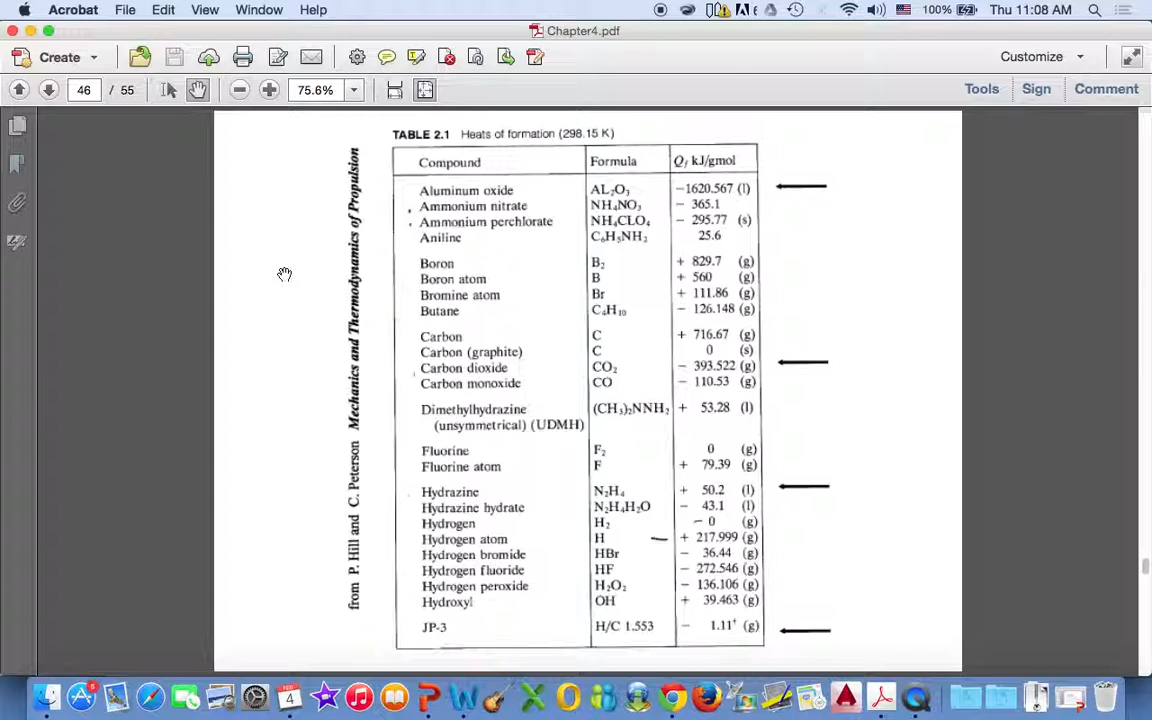 Acrobat File Edit View Window Help 100% Thu 11:08 AM
Chapter4.pdf
Create Customize
46 / 55 75.6% Tools Sign Comment
TABLE 2.1 Heats of formation (298.15 K)
Compound Formula Qf kJ/gmol
Aluminum oxide AL₂O₃ −1620.567 (l)
Ammonium nitrate NH₄NO₃ − 365.1
Ammonium perchlorate NH₄CLO₄ − 295.77 (s)
Aniline C₆H₅NH₂ 25.6
Boron B₂ + 829.7 (g)
Boron atom B + 560 (g)
Bromine atom Br + 111.86 (g)
Butane C₄H₁₀ − 126.148 (g)
Carbon C + 716.67 (g)
Carbon (graphite) C 0 (s)
Carbon dioxide CO₂ − 393.522 (g)
Carbon monoxide CO − 110.53 (g)
Dimethylhydrazine (CH₃)₂NNH₂ + 53.28 (l)
(unsymmetrical) (UDMH)
Fluorine F₂ 0 (g)
Fluorine atom F + 79.39 (g)
Hydrazine N₂H₄ + 50.2 (l)
Hydrazine hydrate N₂H₄H₂O − 43.1 (l)
Hydrogen H₂ − 0 (g)
Hydrogen atom H + 217.999 (g)
Hydrogen bromide HBr − 36.44 (g)
Hydrogen fluoride HF − 272.546 (g)
Hydrogen peroxide H₂O₂ − 136.106 (g)
Hydroxyl OH + 39.463 (g)
JP-3 H/C 1.553 − 1.11† (g)
from P. Hill and C. Peterson Mechanics and Thermodynamics of Propulsion